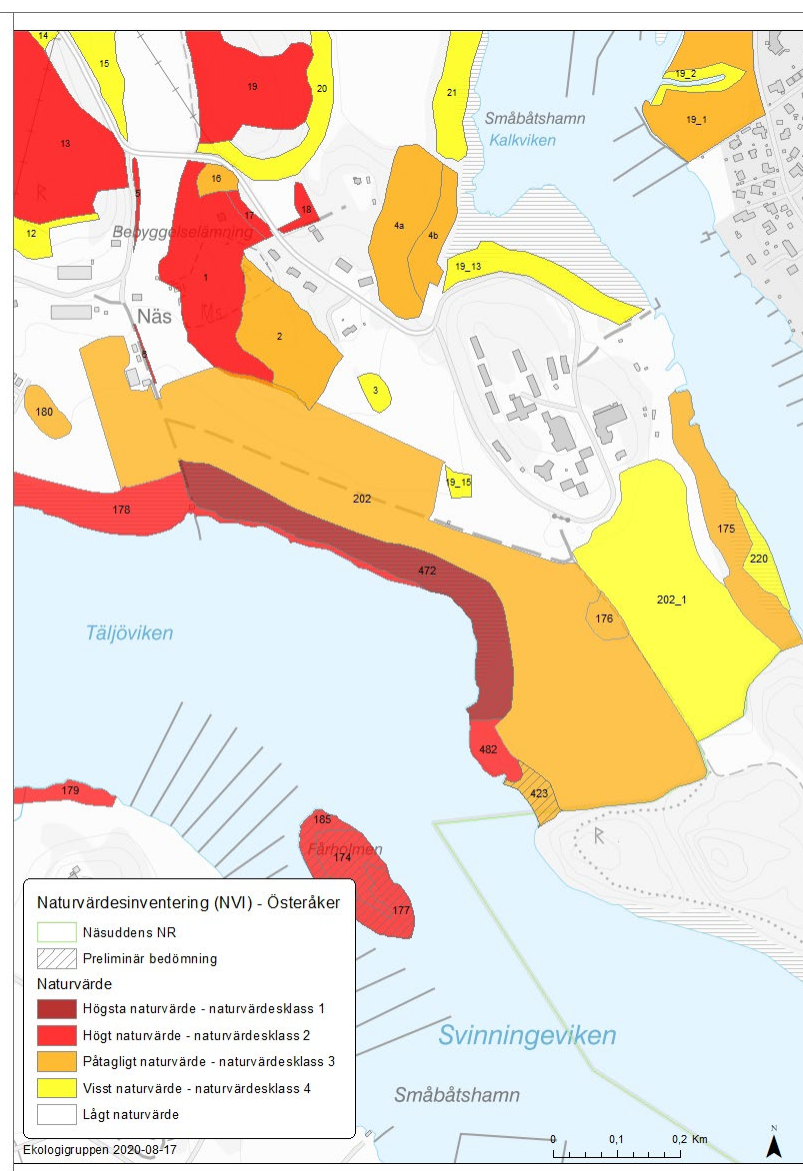 14
15
19
20
21
19_2
19_1
Småbåtshamn
Kalkviken
13
R
5
16
17
18
12
Bebyggelselämning
4a
4b
19_13
1
Ms
Näs
2
6
3
180
19_15
202
178
472
175
220
202_1
176
Täljöviken
482
423
179
185
Fårholmen
174
177
R
Naturvärdesinventering (NVI) - Österåker
Näsuddens NR
Preliminär bedömning
Naturvärde
Högsta naturvärde - naturvärdesklass 1
Högt naturvärde - naturvärdesklass 2
Påtagligt naturvärde - naturvärdesklass 3
Visst naturvärde - naturvärdesklass 4
Lågt naturvärde
Svinningeviken
Småbåtshamn
Ekologigruppen 2020-08-17
0 0,1 0,2 Km
N